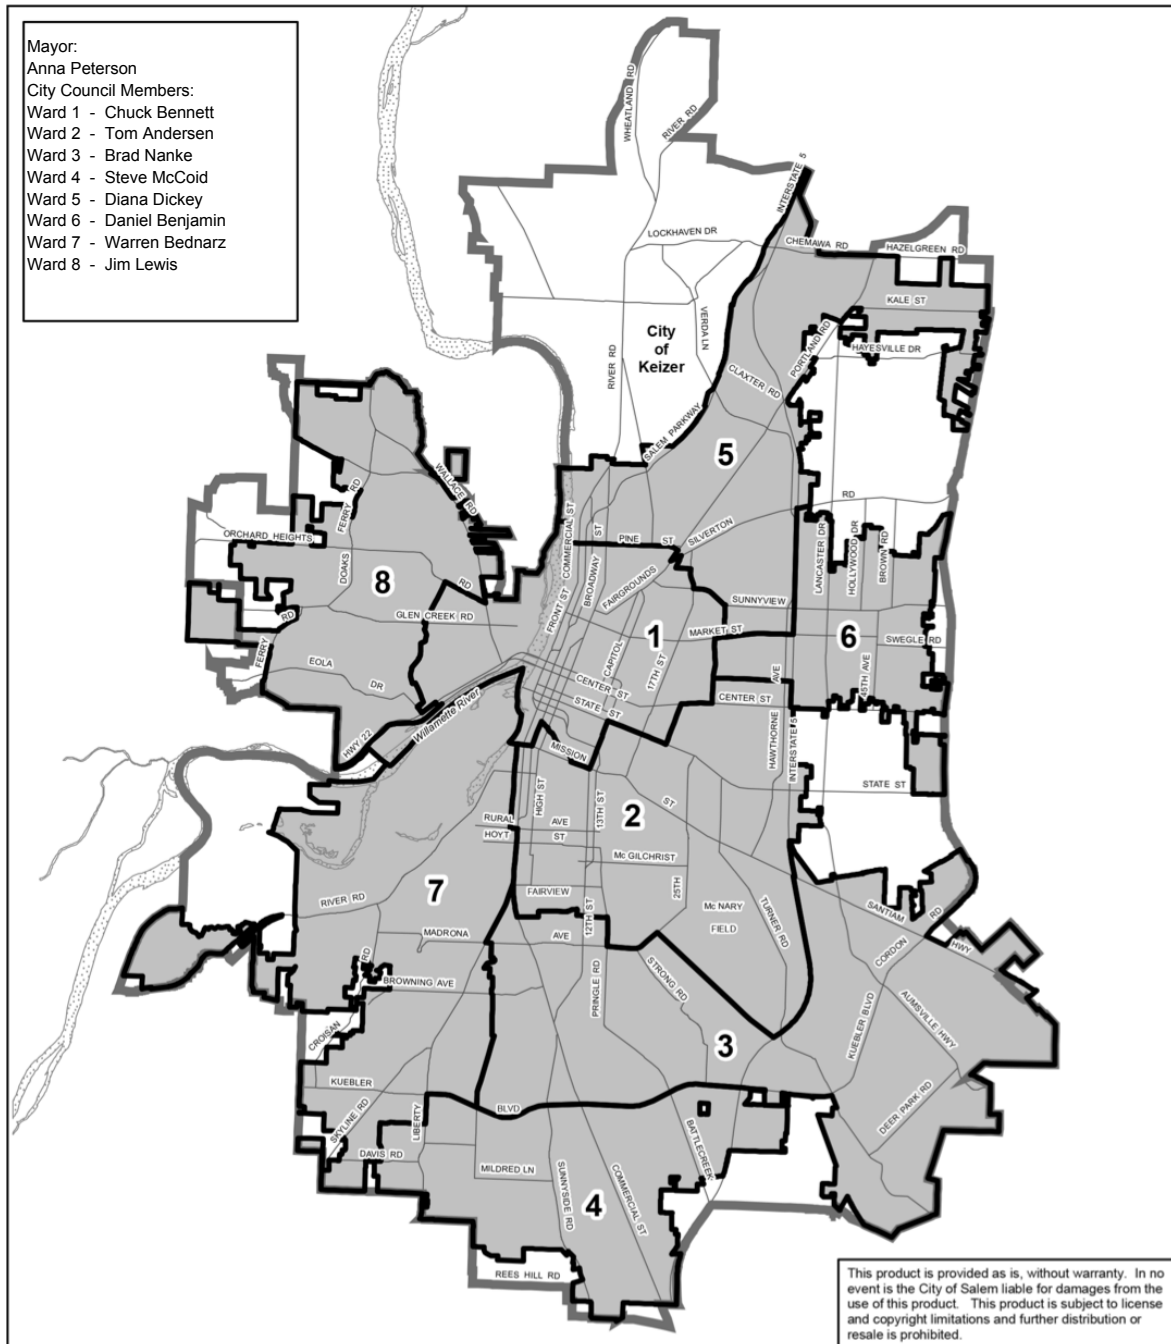 Mayor:
Anna Peterson
City Council Members:
Ward 1 - Chuck Bennett
Ward 2 - Tom Andersen
Ward 3 - Brad Nanke
Ward 4 - Steve McCoid
Ward 5 - Diana Dickey
Ward 6 - Daniel Benjamin
Ward 7 - Warren Bednarz
Ward 8 - Jim Lewis
WHEATLAND RD
RIVER RD
INTERSTATE 5
LOCKHAVEN DR
CHEMAWA RD
HAZELGREEN RD
KALE ST
VERDA LN
City
of
Keizer
RIVER RD
PORTLAND RD
HAYESVILLE DR
CLAXTER RD
SALEM PARKWAY
5
WALLACE RD
FERRY RD
ORCHARD HEIGHTS
DOAKS
8
RD
GLEN CREEK RD
FERRY RD
EOLA
DR
HWY 22
Willamette River
COMMERCIAL ST
ST
PINE ST
SILVERTON
RD
BROADWAY
FRONT ST
FAIRGROUNDS
LANCASTER DR
HOLLYWOOD DR
BROWN RD
SUNNYVIEW
1
MARKET ST
6
SWEGLE RD
CAPITOL
17TH ST
45TH AVE
CENTER ST
STATE ST
CENTER ST
HAWTHORNE
AVE
INTERSTATE 5
MISSION
ST
STATE ST
HIGH ST
13TH ST
2
RURAL AVE
HOYT ST
Mc GILCHRIST
25TH
FAIRVIEW
12TH ST
Mc NARY
FIELD
TURNER RD
SANTIAM
HWY
CORDON
RD
7
RIVER RD
MADRONA
AVE
RD
BROWNING AVE
CROISAN
PRINGLE RD
STRONG RD
3
KUEBLER BLVD
AUMSVILLE HWY
DEER PARK RD
KUEBLER
BLVD
SKYLINE RD
LIBERTY
DAVIS RD
MILDRED LN
SUNNYSIDE RD
4
COMMERCIAL ST
BATTLECREEK
REES HILL RD
This product is provided as is, without warranty. In no
event is the City of Salem liable for damages from the
use of this product. This product is subject to license
and copyright limitations and further distribution or
resale is prohibited.